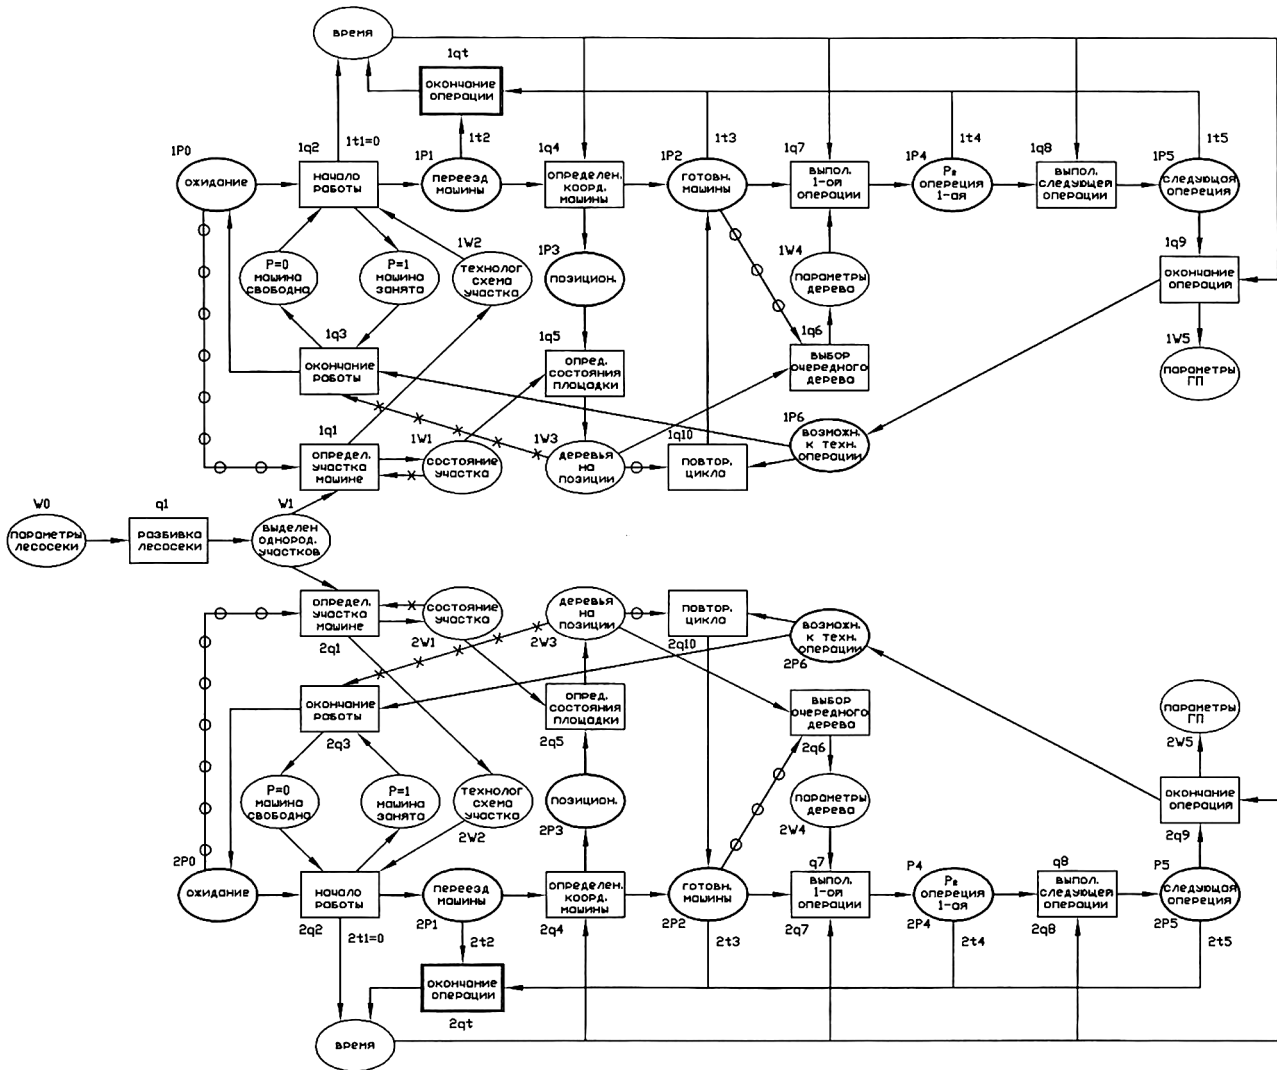 ВРЕМЯ
1qt
ОКОНЧАНИЕ
ОПЕРАЦИИ
1P0
1q2
1t1=0
1P1
1t2
1q4
1P2
1t3
1q7
1P4
1t4
1q8
1P5
1t5
ОЖИДАНИЕ
НАЧАЛО
РАБОТЫ
ПЕРЕЕЗД
МАШИНЫ
ОПРЕДЕЛЕН.
КООРД.
МАШИНЫ
ГОТОВН.
МАШИНЫ
ВЫПОЛ.
1-ОЙ
ОПЕРАЦИИ
P₂
ОПЕРЕЦИЯ
1-АЯ
ВЫПОЛ.
СЛЕДУЮЩЕЙ
ОПЕРАЦИИ
СЛЕДУЮЩАЯ
ОПЕРЕЦИЯ
P=0
МАШИНА
СВОБОДНА
P=1
МАШИНА
ЗАНЯТА
1W2
ТЕХНОЛОГ
СХЕМА
УЧАСТКА
1P3
ПОЗИЦИОН.
1W4
ПАРАМЕТРЫ
ДЕРЕВА
1q9
ОКОНЧАНИЕ
ОПЕРАЦИЙ
1q3
ОКОНЧАНИЕ
РАБОТЫ
1q5
ОПРЕД.
СОСТОЯНИЯ
ПЛОЩАДКИ
1q6
ВЫБОР
ОЧЕРЕДНОГО
ДЕРЕВА
1W5
ПАРАМЕТРЫ
ГП
1q1
ОПРЕДЕЛ.
УЧАСТКА
МАШИНЕ
1W1
СОСТОЯНИЕ
УЧАСТКА
1W3
ДЕРЕВЬЯ
НА
ПОЗИЦИИ
1q10
ПОВТОР.
ЦИКЛА
1P6
ВОЗМОЖН.
К ТЕХН.
ОПЕРАЦИИ
W0
ПАРАМЕТРЫ
ЛЕСОСЕКИ
q1
РАЗБИВКА
ЛЕСОСЕКИ
W1
ВЫДЕЛЕН
ОДНОРОД.
УЧАСТКОВ
ОПРЕДЕЛ.
УЧАСТКА
МАШИНЕ
2q1
СОСТОЯНИЕ
УЧАСТКА
2W1
ДЕРЕВЬЯ
НА
ПОЗИЦИИ
2W3
ПОВТОР.
ЦИКЛА
2q10
ВОЗМОЖН.
К ТЕХН.
ОПЕРАЦИИ
2P6
ОКОНЧАНИЕ
РАБОТЫ
2q3
ОПРЕД.
СОСТОЯНИЯ
ПЛОЩАДКИ
2q5
ВЫБОР
ОЧЕРЕДНОГО
ДЕРЕВА
2q6
ПАРАМЕТРЫ
ГП
2W5
P=0
МАШИНА
СВОБОДНА
P=1
МАШИНА
ЗАНЯТА
ТЕХНОЛОГ
СХЕМА
УЧАСТКА
2W2
ПОЗИЦИОН.
2P3
ПАРАМЕТРЫ
ДЕРЕВА
2W4
ОКОНЧАНИЕ
ОПЕРАЦИЙ
2q9
2P0
ОЖИДАНИЕ
НАЧАЛО
РАБОТЫ
2q2
2t1=0
ПЕРЕЕЗД
МАШИНЫ
2P1
2t2
ОПРЕДЕЛЕН.
КООРД.
МАШИНЫ
2q4
ГОТОВН.
МАШИНЫ
2P2
2t3
q7
ВЫПОЛ.
1-ОЙ
ОПЕРАЦИИ
2q7
P4
P₂
ОПЕРЕЦИЯ
1-АЯ
2P4
2t4
q8
ВЫПОЛ.
СЛЕДУЮЩЕЙ
ОПЕРАЦИИ
2q8
P5
СЛЕДУЮЩАЯ
ОПЕРЕЦИЯ
2P5
2t5
ОКОНЧАНИЕ
ОПЕРАЦИИ
2qt
ВРЕМЯ